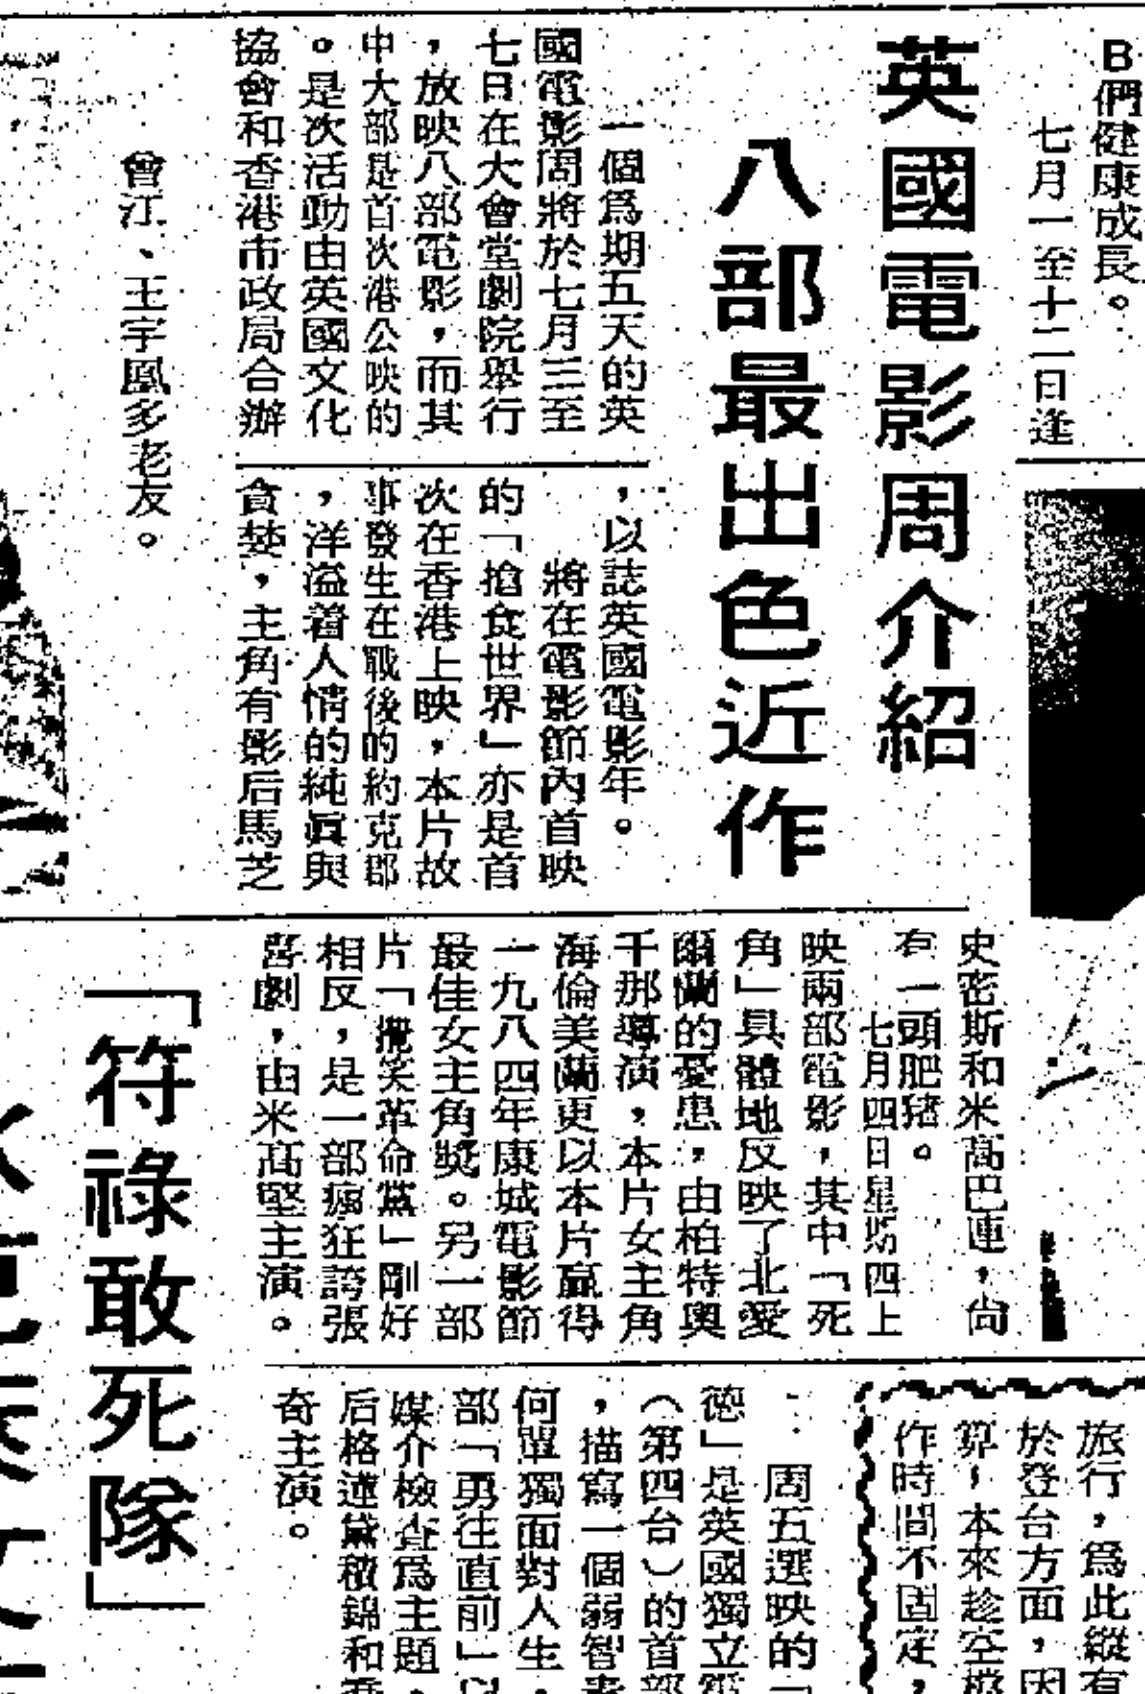 B們健康成長。
七月一至十二日逢
英國電影周介紹
八部最出色近作
一個爲期五天的英
國電影周將於七月三至
七日在大會堂劇院舉行
，放映八部電影，而其
中大部是首次港公映的
。是次活動由英國文化
協會和香港市政局合辦
，以誌英國電影年。
將在電影節內首映
的「搶食世界」亦是首
次在香港上映，本片故
事發生在戰後的約克郡
，洋溢着人情的純眞與
貪婪，主角有影后馬芝
史密斯和米高巴連，尚
有一頭肥猪。
七月四日星期四上
映兩部電影，其中「死
角」具體地反映了北愛
爾蘭的憂患，由柏特奧
干那導演，本片女主角
海倫美蘭更以本片贏得
一九八四年康城電影節
最佳女主角獎。另一部
片「攪笑革命黨」剛好
相反，是一部瘋狂誇張
喜劇，由米高堅主演。
周五選映的「
德」是英國獨立電
（第四台）的首部
，描寫一個弱智者
何單獨面對人生，
部「勇往直前」以
媒介檢查爲主題，
后格連黛積錦和
奇主演。
曾江、王宇凰多老友。
「符祿敢死隊」
旅行，爲此縱有
於登台方面，因
算，本來趁空檔
作時間不固定，